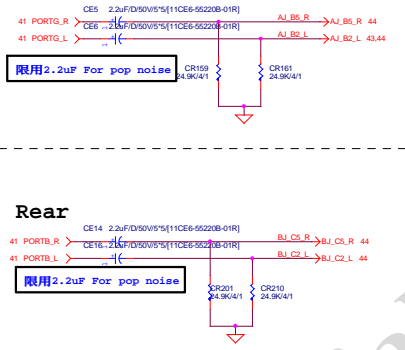 CE5 2.2uF/D/50V/5*5/[11CE6-55220B-01R]
41 PORTG_R AJ_B5_R AJ_B5_R 44
CE6 2.2uF/D/50V/5*5/[11CE6-55220B-01R]
41 PORTG_L AJ_B2_L AJ_B2_L 43,44
限用2.2uF For pop noise
CR159 CR161
24.9K/4/1 24.9K/4/1
Rear
CE14 2.2uF/D/50V/5*5/[11CE6-55220B-01R]
41 PORTB_R BJ_C5_R BJ_C5_R 44
CE16 2.2uF/D/50V/5*5/[11CE6-55220B-01R]
41 PORTB_L BJ_C2_L BJ_C2_L 44
限用2.2uF For pop noise
CR201 CR210
24.9K/4/1 24.9K/4/1